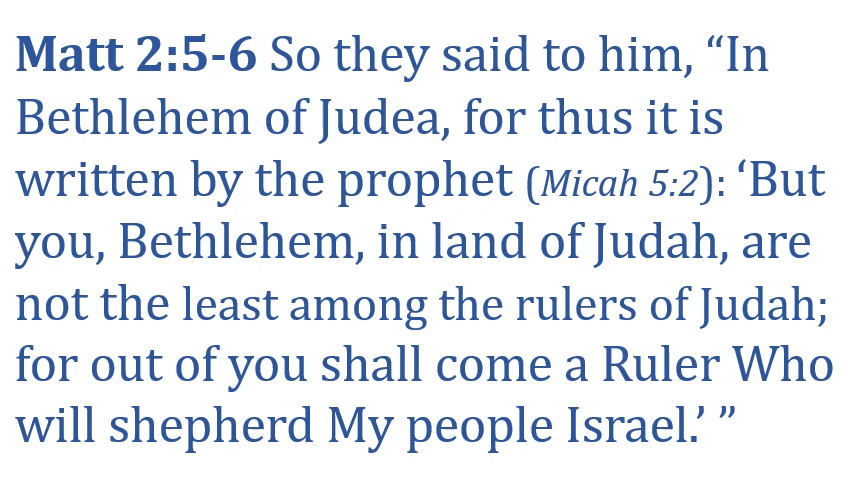 Matt 2:5-6 So they said to him, “In
Bethlehem of Judea, for thus it is
written by the prophet (Micah 5:2): ‘But
you, Bethlehem, in land of Judah, are
not the least among the rulers of Judah;
for out of you shall come a Ruler Who
will shepherd My people Israel.’ ”